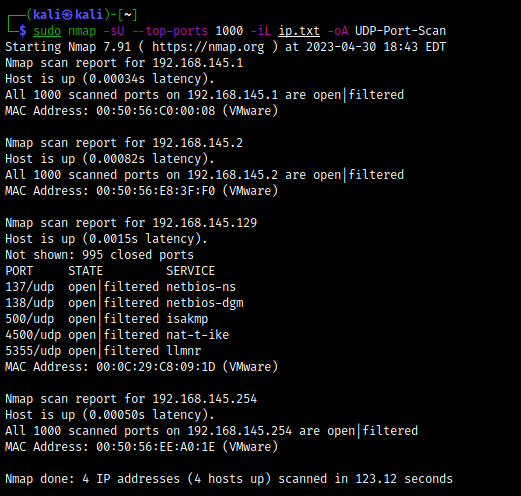 ┌──(kali㉿kali)-[~]
└─$ sudo nmap -sU --top-ports 1000 -iL ip.txt -oA UDP-Port-Scan
Starting Nmap 7.91 ( https://nmap.org ) at 2023-04-30 18:43 EDT
Nmap scan report for 192.168.145.1
Host is up (0.00034s latency).
All 1000 scanned ports on 192.168.145.1 are open|filtered
MAC Address: 00:50:56:C0:00:08 (VMware)

Nmap scan report for 192.168.145.2
Host is up (0.00082s latency).
All 1000 scanned ports on 192.168.145.2 are open|filtered
MAC Address: 00:50:56:E8:3F:F0 (VMware)

Nmap scan report for 192.168.145.129
Host is up (0.0015s latency).
Not shown: 995 closed ports
PORT     STATE         SERVICE
137/udp  open|filtered netbios-ns
138/udp  open|filtered netbios-dgm
500/udp  open|filtered isakmp
4500/udp open|filtered nat-t-ike
5355/udp open|filtered llmnr
MAC Address: 00:0C:29:C8:09:1D (VMware)

Nmap scan report for 192.168.145.254
Host is up (0.00050s latency).
All 1000 scanned ports on 192.168.145.254 are open|filtered
MAC Address: 00:50:56:EE:A0:1E (VMware)

Nmap done: 4 IP addresses (4 hosts up) scanned in 123.12 seconds